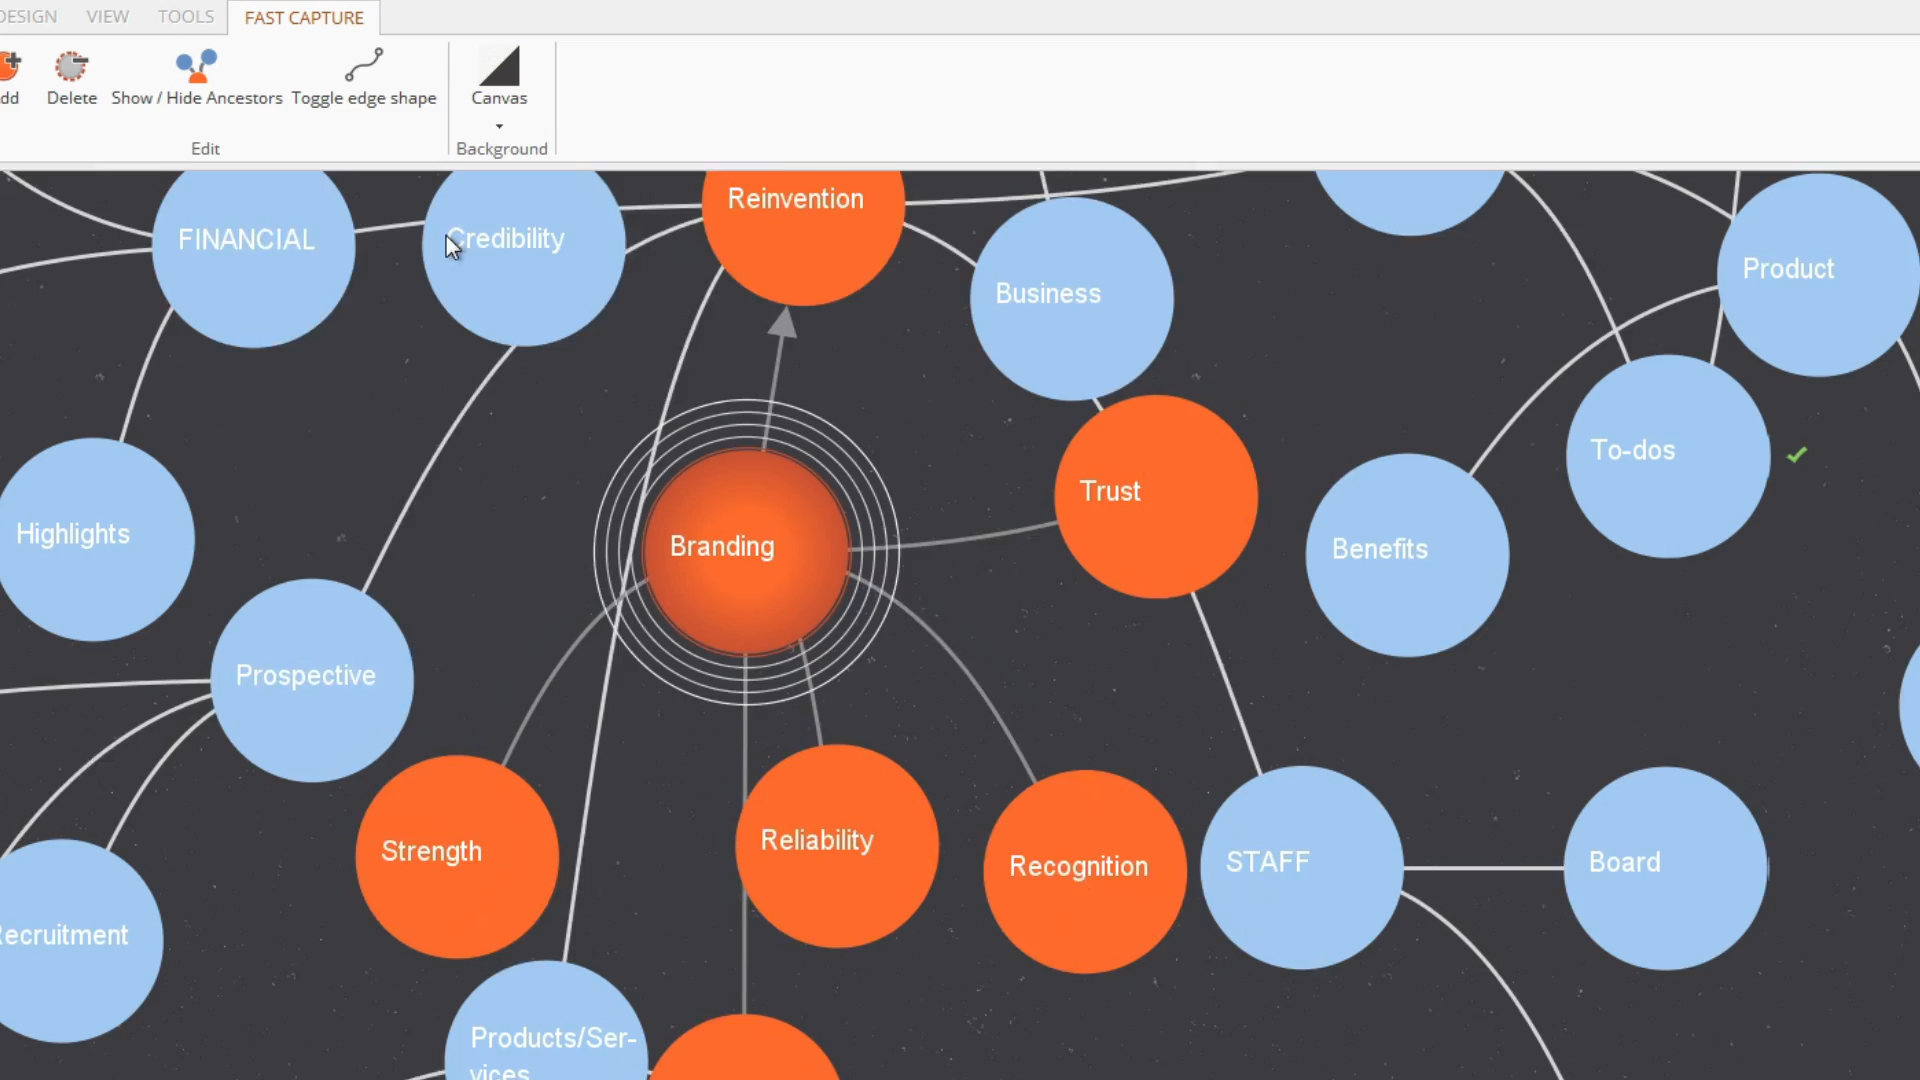 DESIGN
VIEW
TOOLS
FAST CAPTURE
dd
Delete
Show / Hide Ancestors
Toggle edge shape
Canvas
Edit
Background
Reinvention
FINANCIAL
Credibility
Business
Product
To-dos
Trust
Highlights
Branding
Benefits
Prospective
Strength
Reliability
Recognition
STAFF
Board
Recruitment
Products/Ser-
vices